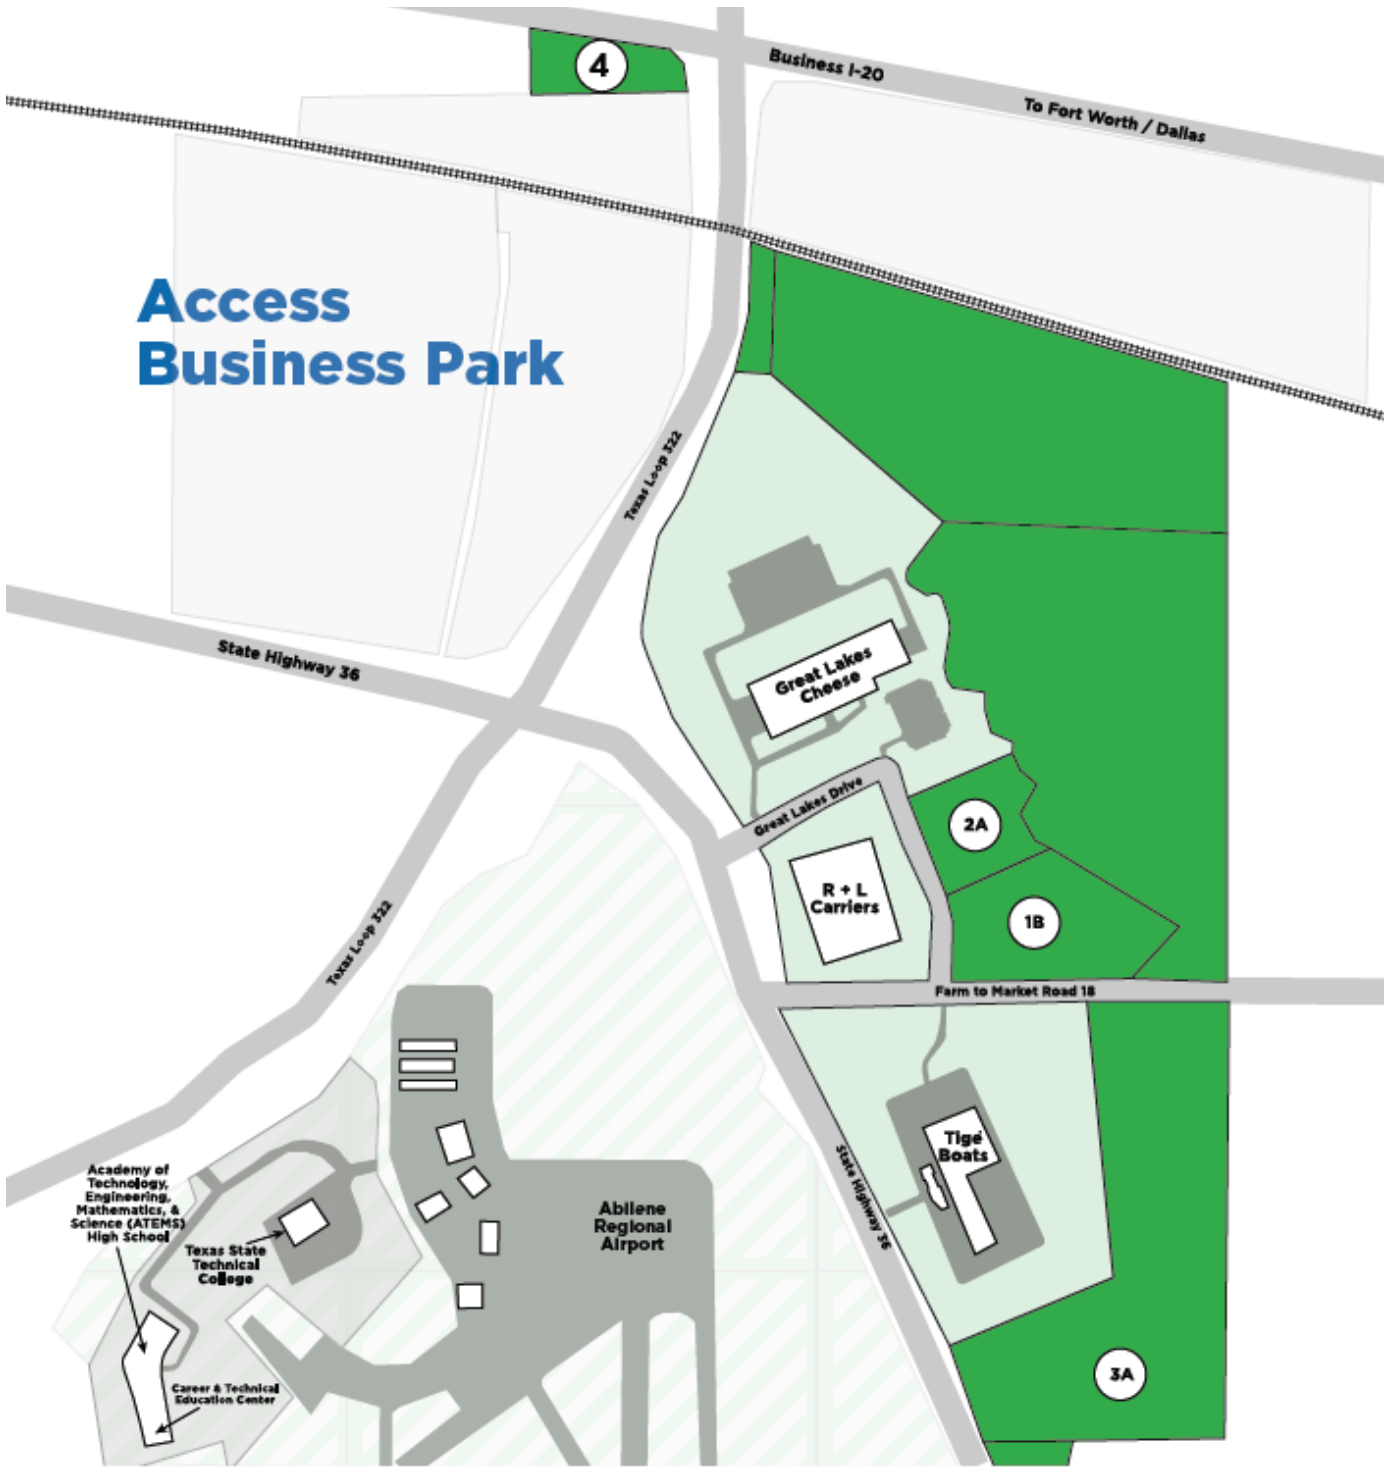 4
Business I-20
To Fort Worth / Dallas
Access
Business Park
Texas Loop 322
State Highway 36
Great Lakes
Cheese
Great Lakes Drive
2A
R + L
Carriers
1B
Texas Loop 322
Farm to Market Road 18
Tige
Boats
State Highway 36
Academy of
Technology,
Engineering,
Mathematics, &
Science (ATEMS)
High School
Texas State
Technical
College
Abilene
Regional
Airport
3A
Career & Technical
Education Center